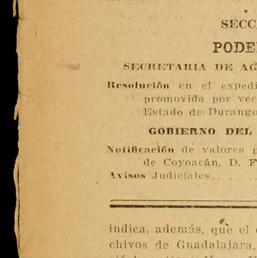 SECC
PODE
SECRETARIA DE AG
Resolución en el expedi
promovida por vec
Estado de Durango
GOBIERNO DEL
Notificación de valores p
de Coyoacán, D. F
Avisos Judiciales
indica, además, que el
chivos de Guadalajara,